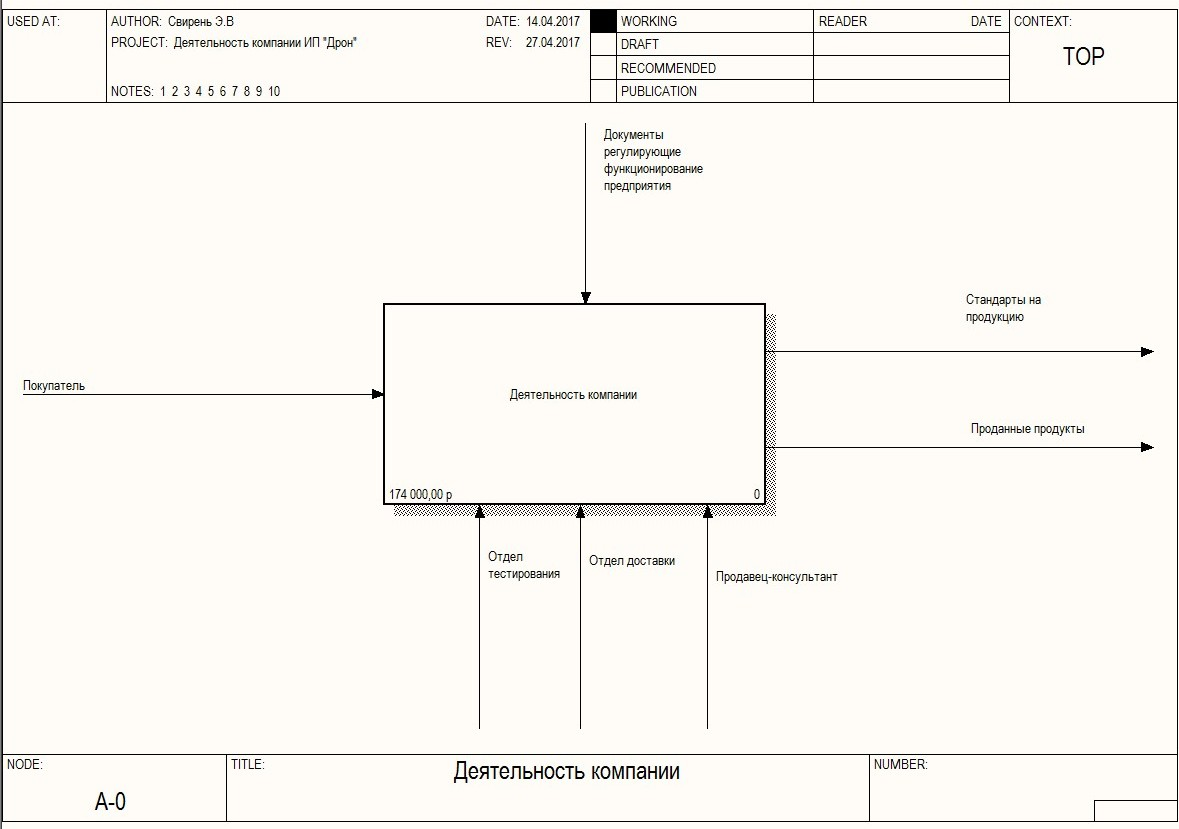 USED AT:
AUTHOR: Свирень Э.В
DATE: 14.04.2017
PROJECT: Деятельность компании ИП "Дрон"
REV: 27.04.2017
NOTES: 1 2 3 4 5 6 7 8 9 10
WORKING
DRAFT
RECOMMENDED
PUBLICATION
READER DATE
CONTEXT:
TOP
Документы
регулирующие
функционирование
предприятия
Стандарты на
продукцию
Покупатель
Деятельность компании
Проданные продукты
174 000,00 р
0
Отдел
тестирования
Отдел доставки
Продавец-консультант
NODE:
A-0
TITLE:
Деятельность компании
NUMBER: